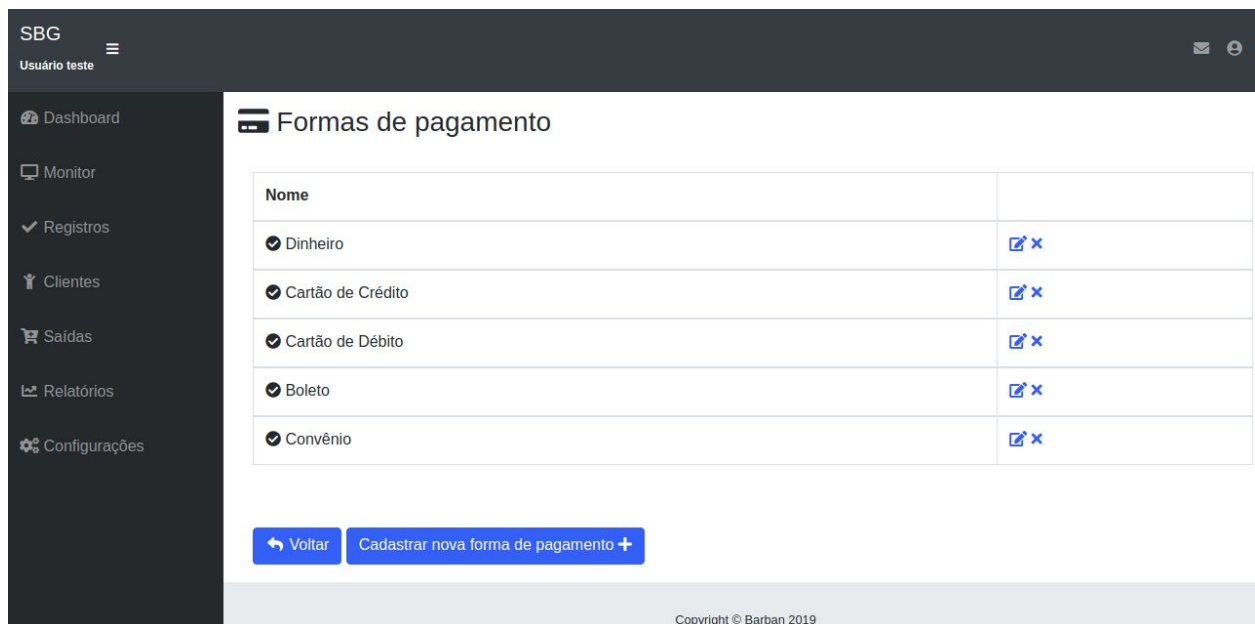 SBG
Usuário teste
Dashboard
Monitor
Registros
Clientes
Saídas
Relatórios
Configurações
Formas de pagamento
Nome
Dinheiro
Cartão de Crédito
Cartão de Débito
Boleto
Convênio
Voltar
Cadastrar nova forma de pagamento
Copyright © Barban 2019